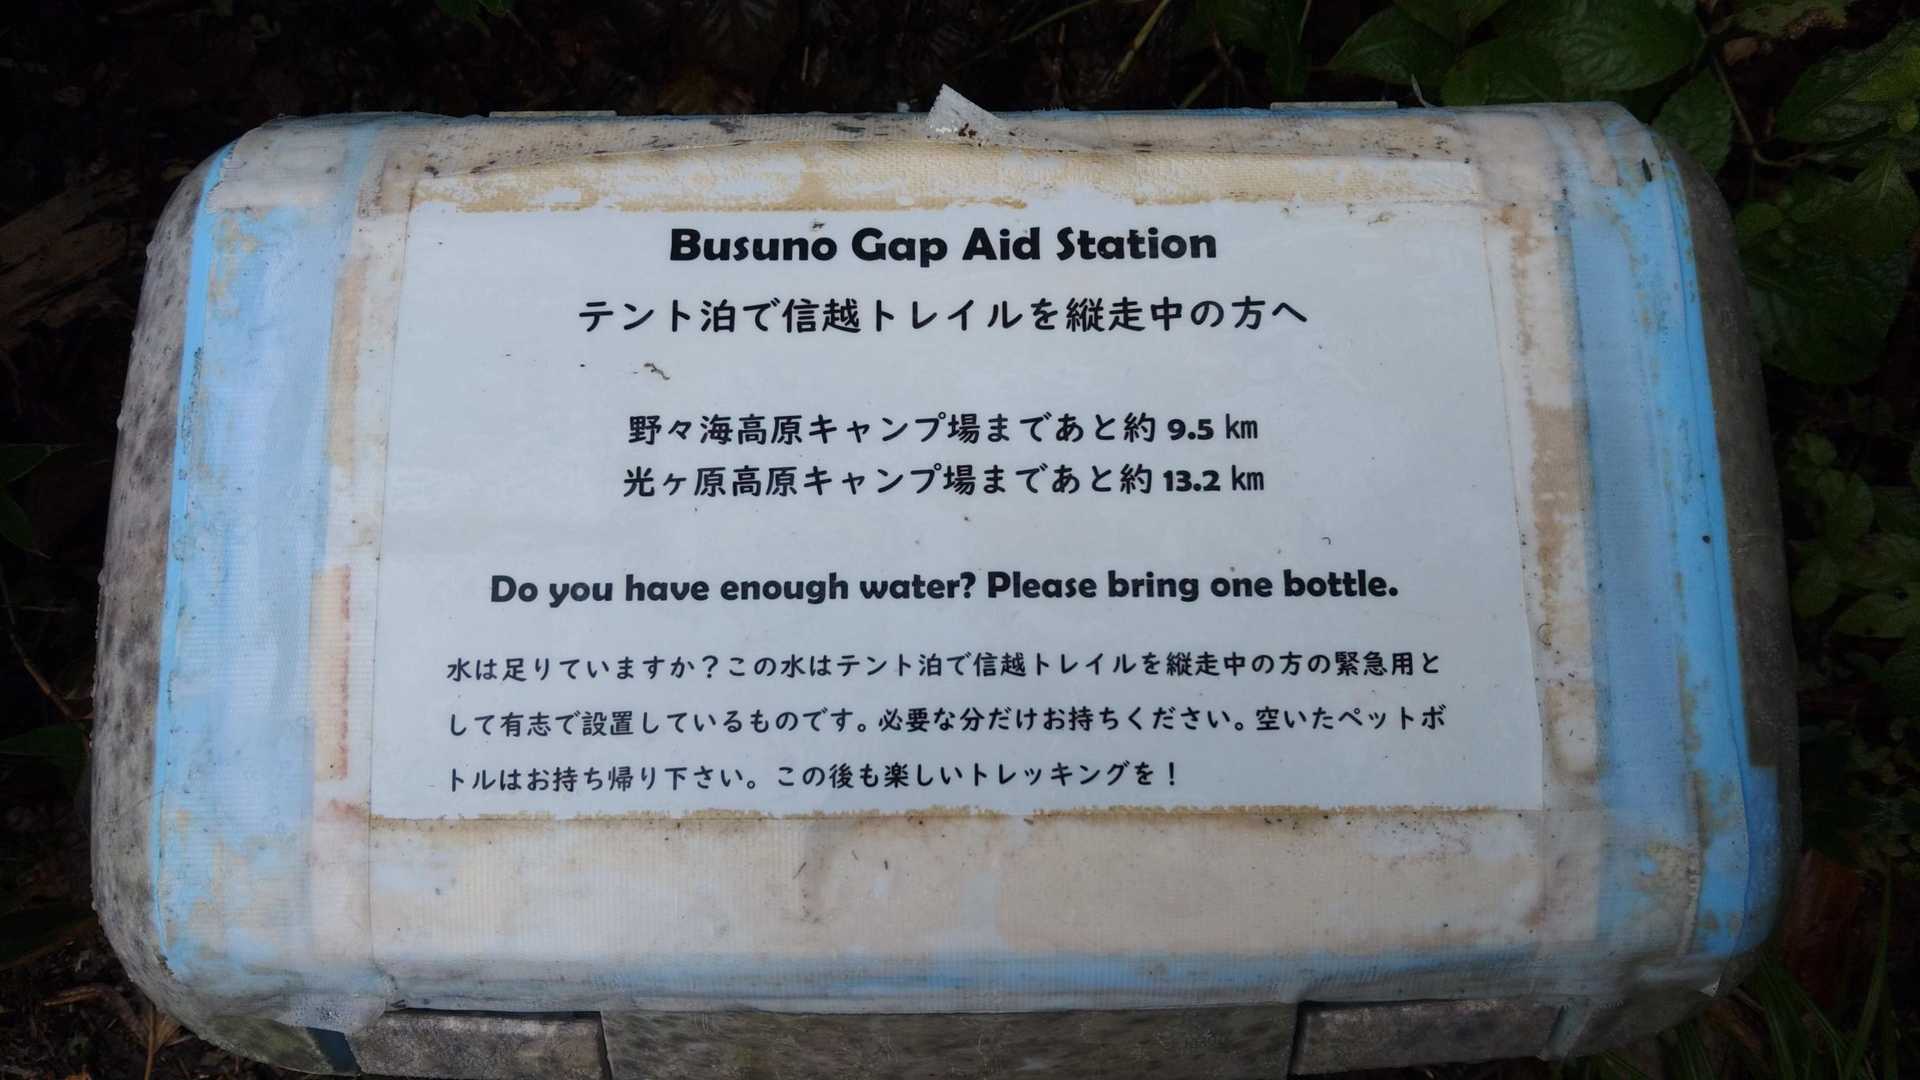 Busuno Gap Aid Station
テント泊で信越トレイルを縦走中の方へ
野々海高原キャンプ場まであと約 9.5 ㎞
光ヶ原高原キャンプ場まであと約 13.2 ㎞
Do you have enough water? Please bring one bottle.
水は足りていますか？この水はテント泊で信越トレイルを縦走中の方の緊急用と
して有志で設置しているものです。必要な分だけお持ちください。空いたペットボ
トルはお持ち帰り下さい。この後も楽しいトレッキングを！